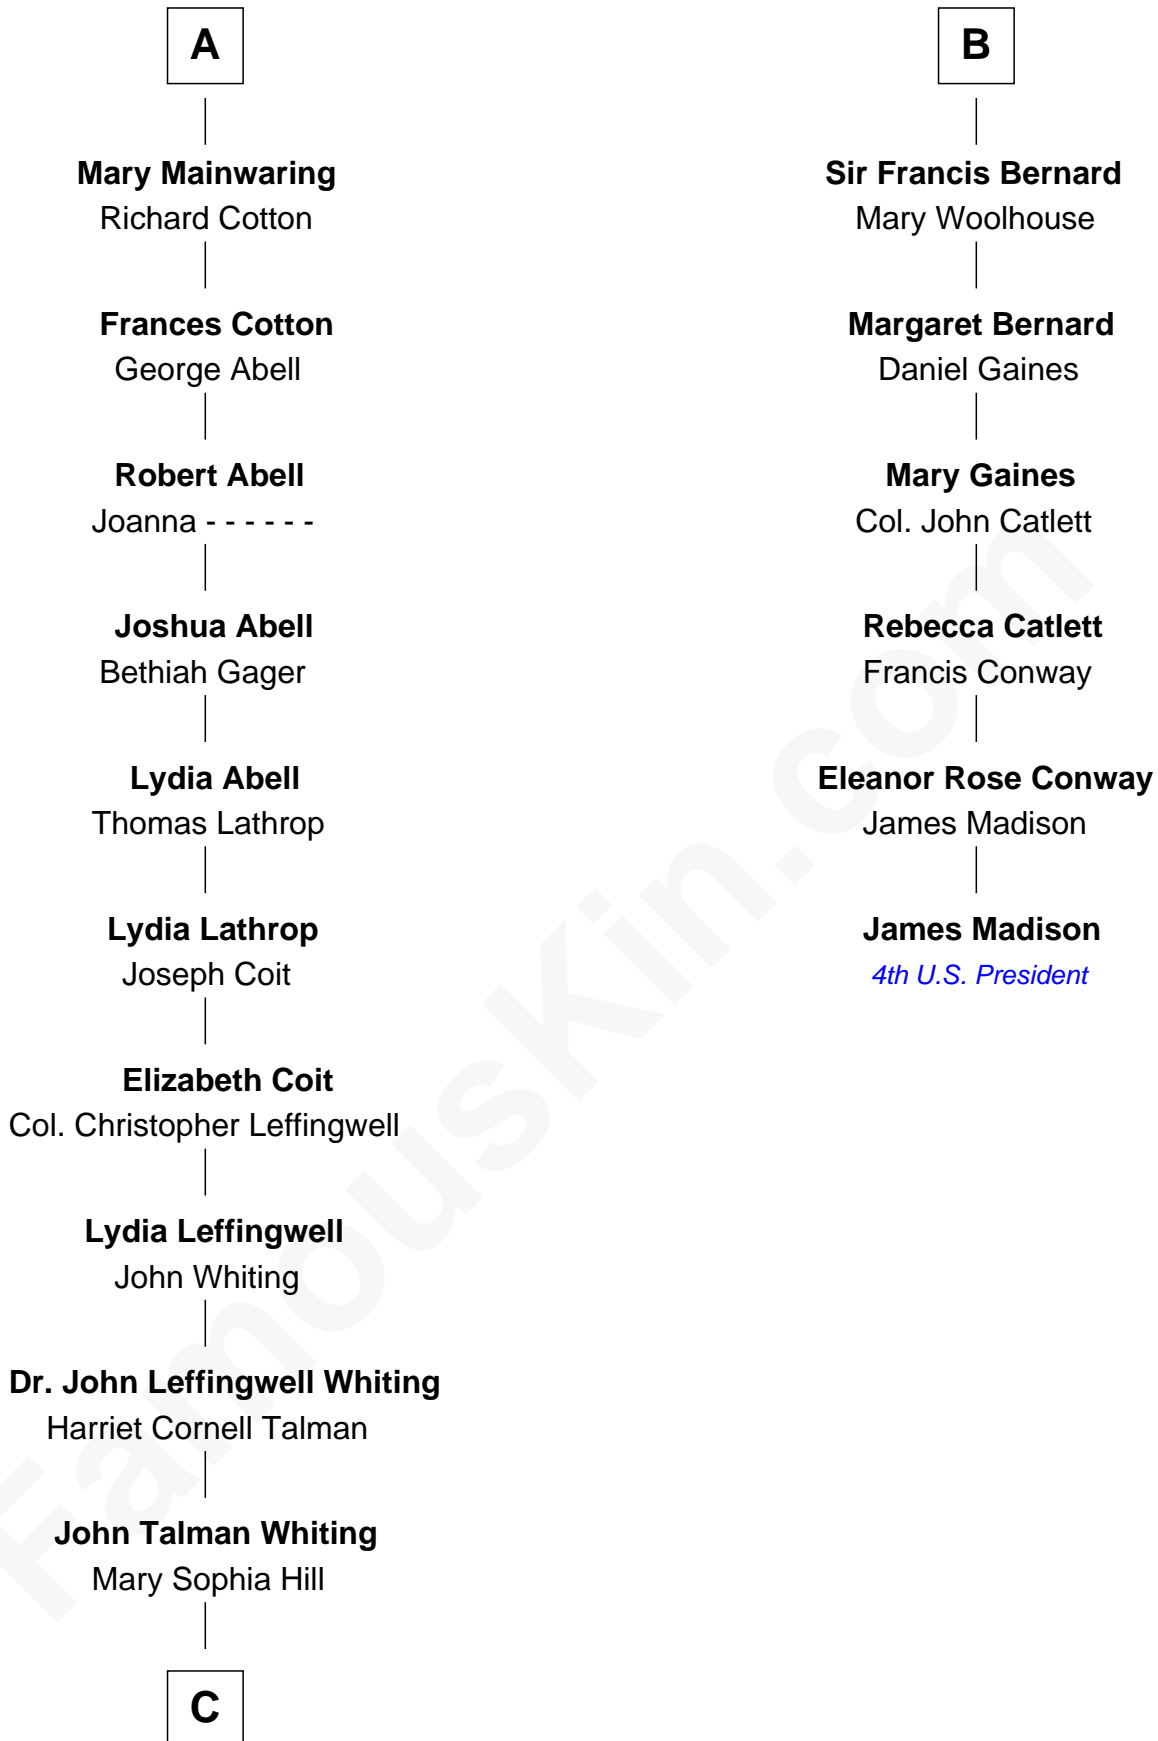 A
Mary Mainwaring
Richard Cotton
Frances Cotton
George Abell
Robert Abell
Joanna - - - - - -
Joshua Abell
Bethiah Gager
Lydia Abell
Thomas Lathrop
Lydia Lathrop
Joseph Coit
Elizabeth Coit
Col. Christopher Leffingwell
Lydia Leffingwell
John Whiting
Dr. John Leffingwell Whiting
Harriet Cornell Talman
John Talman Whiting
Mary Sophia Hill
C
B
Sir Francis Bernard
Mary Woolhouse
Margaret Bernard
Daniel Gaines
Mary Gaines
Col. John Catlett
Rebecca Catlett
Francis Conway
Eleanor Rose Conway
James Madison
James Madison
4th U.S. President
FamousKin.com